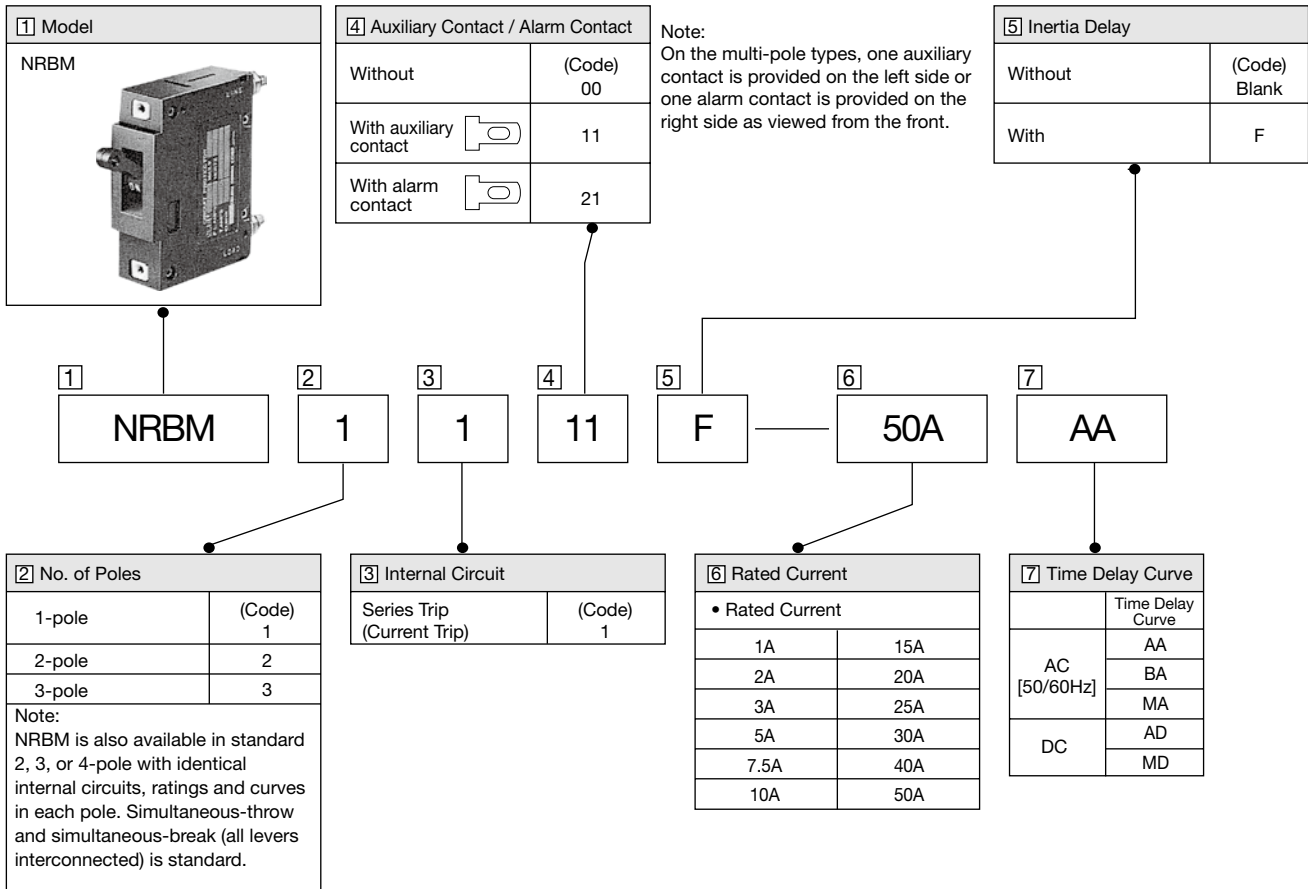 1 Model
NRBM
LINE
LOAD
4 Auxiliary Contact / Alarm Contact
Without
(Code)
00
With auxiliary
contact
11
With alarm
contact
21
Note:
On the multi-pole types, one auxiliary
contact is provided on the left side or
one alarm contact is provided on the
right side as viewed from the front.
5 Inertia Delay
Without
(Code)
Blank
With
F
1
2
3
4
5
6
7
NRBM
1
1
11
F
50A
AA
2 No. of Poles
1-pole
(Code)
1
2-pole
2
3-pole
3
Note:
NRBM is also available in standard
2, 3, or 4-pole with identical
internal circuits, ratings and curves
in each pole. Simultaneous-throw
and simultaneous-break (all levers
interconnected) is standard.
3 Internal Circuit
Series Trip
(Current Trip)
(Code)
1
6 Rated Current
• Rated Current
1A 15A
2A 20A
3A 25A
5A 30A
7.5A 40A
10A 50A
7 Time Delay Curve
Time Delay
Curve
AC
[50/60Hz]
AA
BA
MA
DC
AD
MD